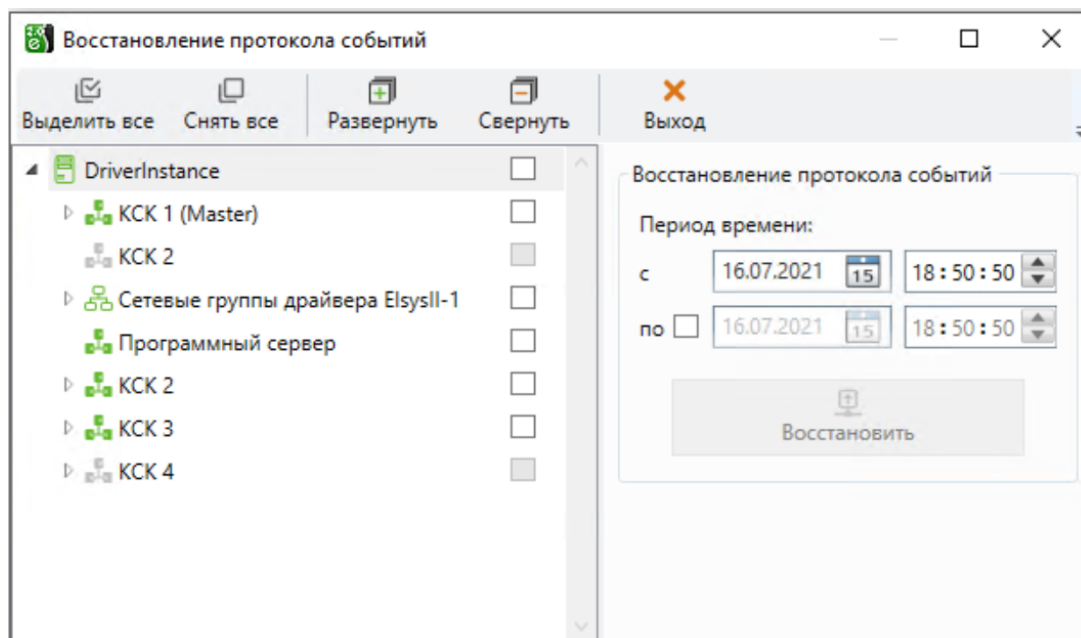 Восстановление протокола событий
Выделить все Снять все Развернуть Свернуть Выход
DriverInstance
КСК 1 (Master)
КСК 2
Сетевые группы драйвера ElsysII-1
Программный сервер
КСК 2
КСК 3
КСК 4
Восстановление протокола событий
Период времени:
с 16.07.2021 15 18:50:50
по 16.07.2021 15 18:50:50
Восстановить